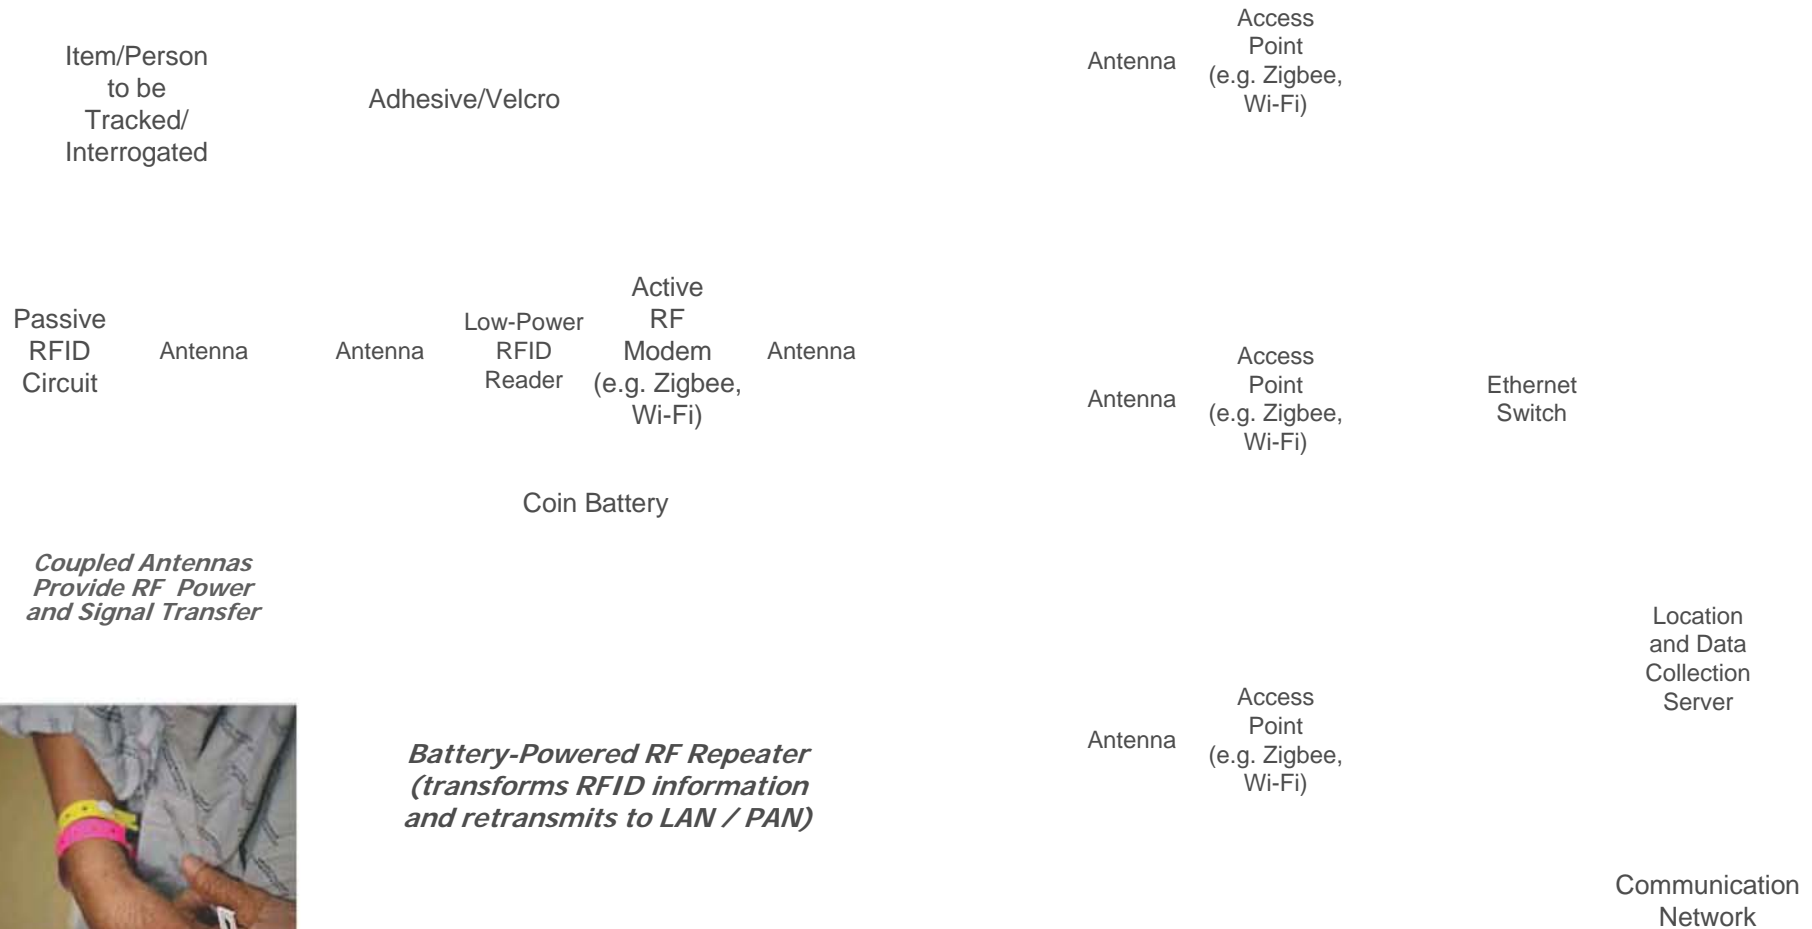 Item/Person
to be
Tracked/
Interrogated
Adhesive/Velcro
Antenna
Access
Point
(e.g. Zigbee,
Wi-Fi)
Passive
RFID
Circuit
Antenna
Antenna
Low-Power
RFID
Reader
Active
RF
Modem
(e.g. Zigbee,
Wi-Fi)
Antenna
Antenna
Access
Point
(e.g. Zigbee,
Wi-Fi)
Ethernet
Switch
Coin Battery
Coupled Antennas
Provide RF Power
and Signal Transfer
Battery-Powered RF Repeater
(transforms RFID information
and retransmits to LAN / PAN)
Antenna
Access
Point
(e.g. Zigbee,
Wi-Fi)
Location
and Data
Collection
Server
Communication
Network